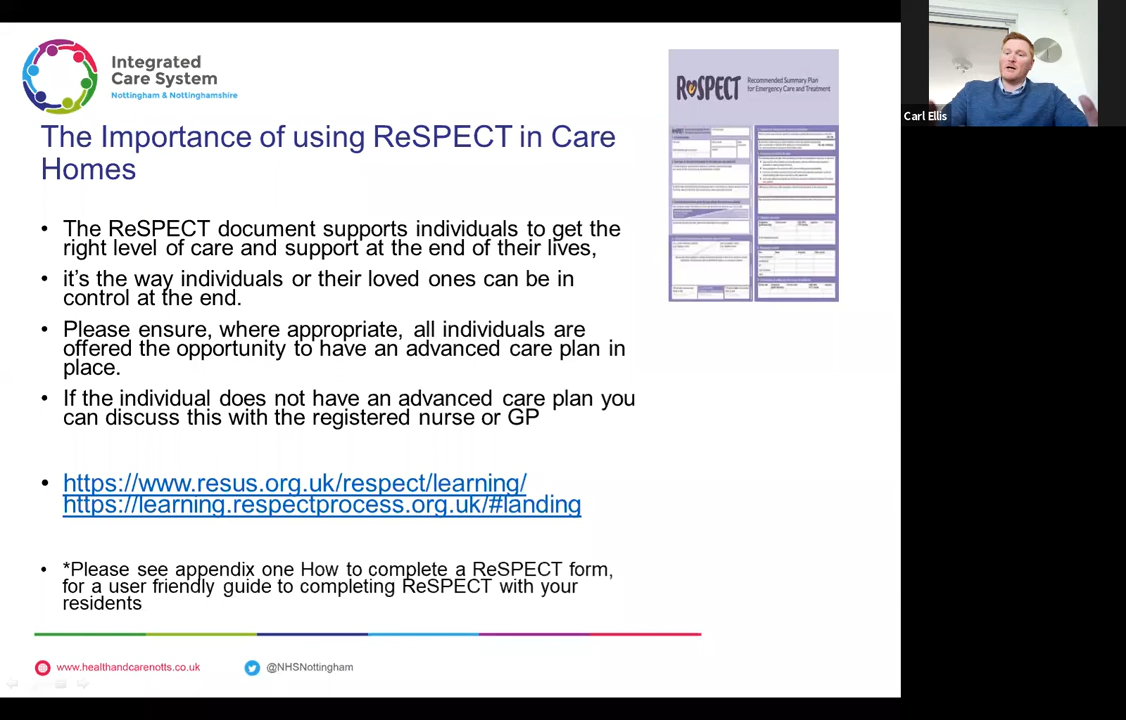 Integrated
Care System
Nottingham & Nottinghamshire
The Importance of using ReSPECT in Care
Homes
• The ReSPECT document supports individuals to get the
right level of care and support at the end of their lives,
• it's the way individuals or their loved ones can be in
control at the end.
• Please ensure, where appropriate, all individuals are
offered the opportunity to have an advanced care plan in
place.
• If the individual does not have an advanced care plan you
can discuss this with the registered nurse or GP
• https://www.resus.org.uk/respect/learning/
https://learning.respectprocess.org.uk/#landing
• *Please see appendix one How to complete a ReSPECT form,
for a user friendly guide to completing ReSPECT with your
residents
www.healthandcarenotts.co.uk
@NHSNottingham
ReSPECT
Recommended Summary Plan
for Emergency Care and Treatment
Carl Ellis